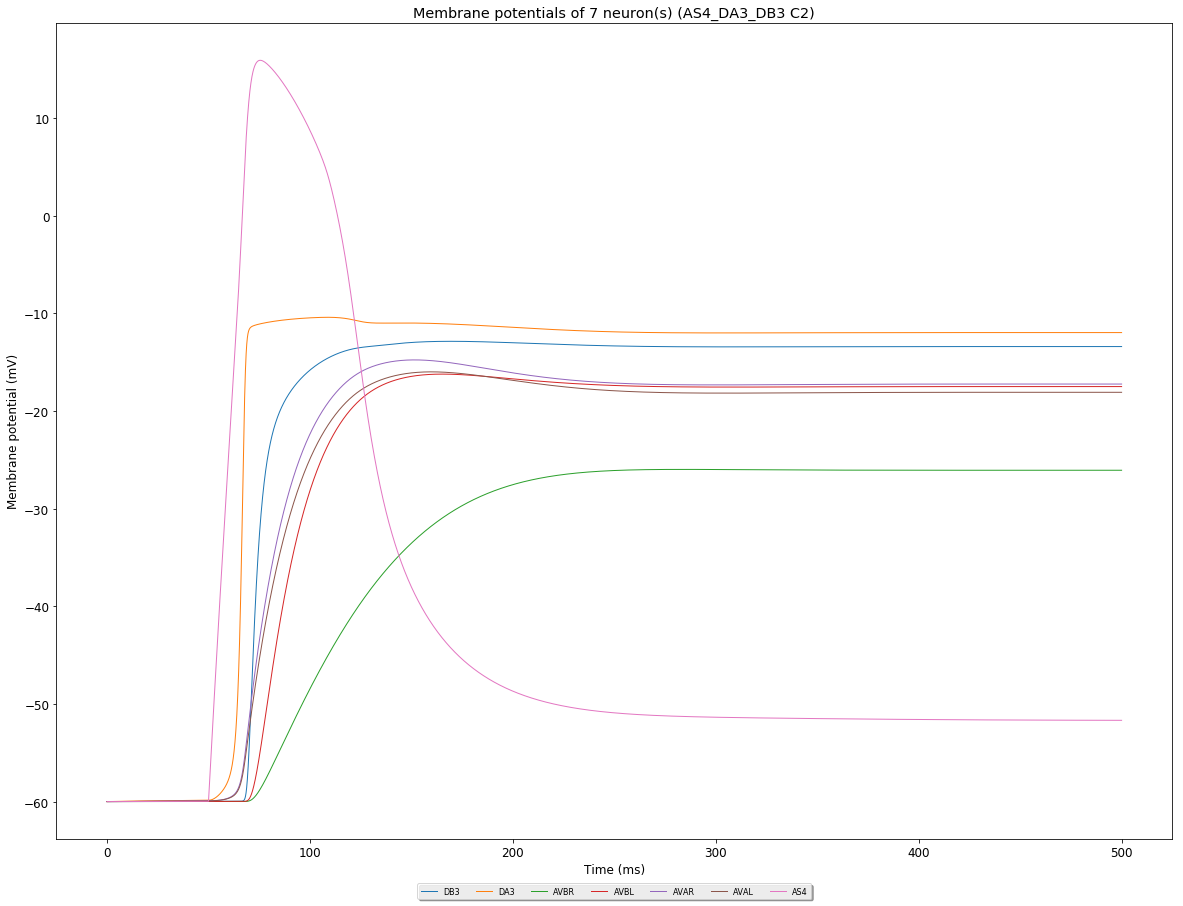 Membrane potentials of 7 neuron(s) (AS4_DA3_DB3 C2)
10
0
−10
−20
−30
−40
−50
−60
Membrane potential (mV)
0 100 200 300 400 500
Time (ms)
DB3 DA3 AVBR AVBL AVAR AVAL AS4